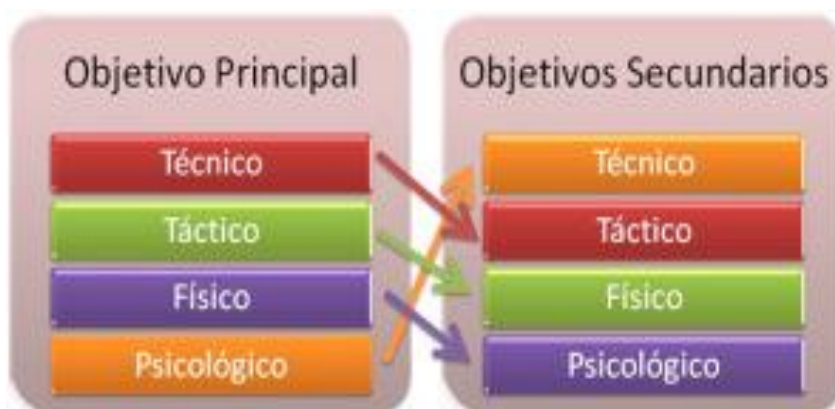 Objetivo Principal
Técnico
Táctico
Físico
Psicológico
Objetivos Secundarios
Técnico
Táctico
Físico
Psicológico